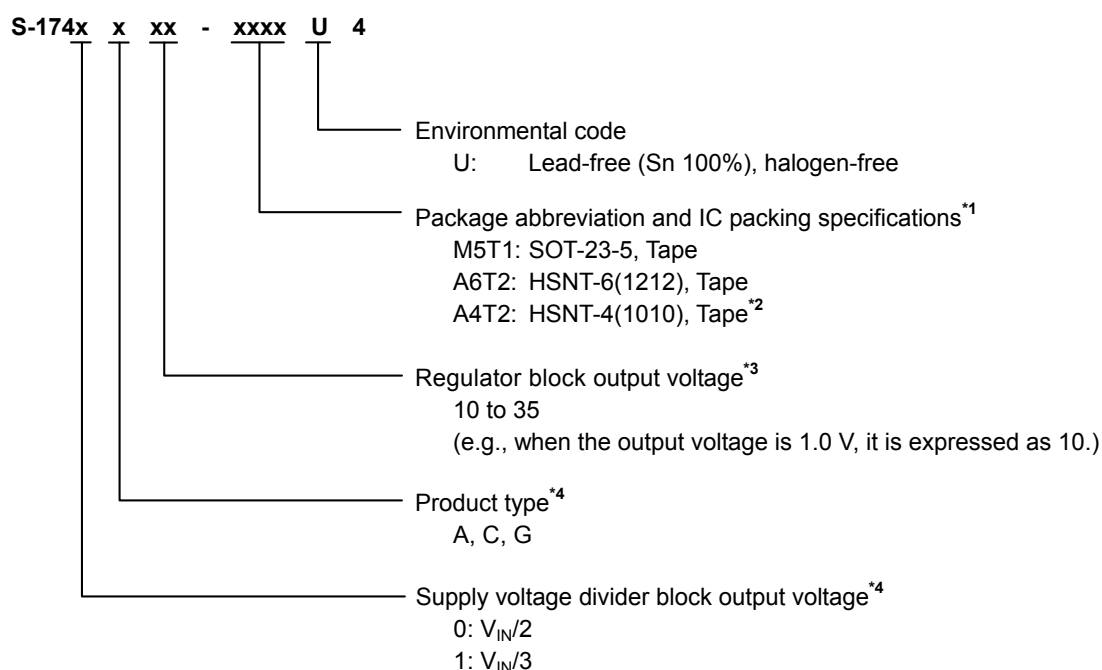 S-174x x xx - xxxx U 4
Environmental code
U: Lead-free (Sn 100%), halogen-free
Package abbreviation and IC packing specifications*1
M5T1: SOT-23-5, Tape
A6T2: HSNT-6(1212), Tape
A4T2: HSNT-4(1010), Tape*2
Regulator block output voltage*3
10 to 35
(e.g., when the output voltage is 1.0 V, it is expressed as 10.)
Product type*4
A, C, G
Supply voltage divider block output voltage*4
0: VIN/2
1: VIN/3